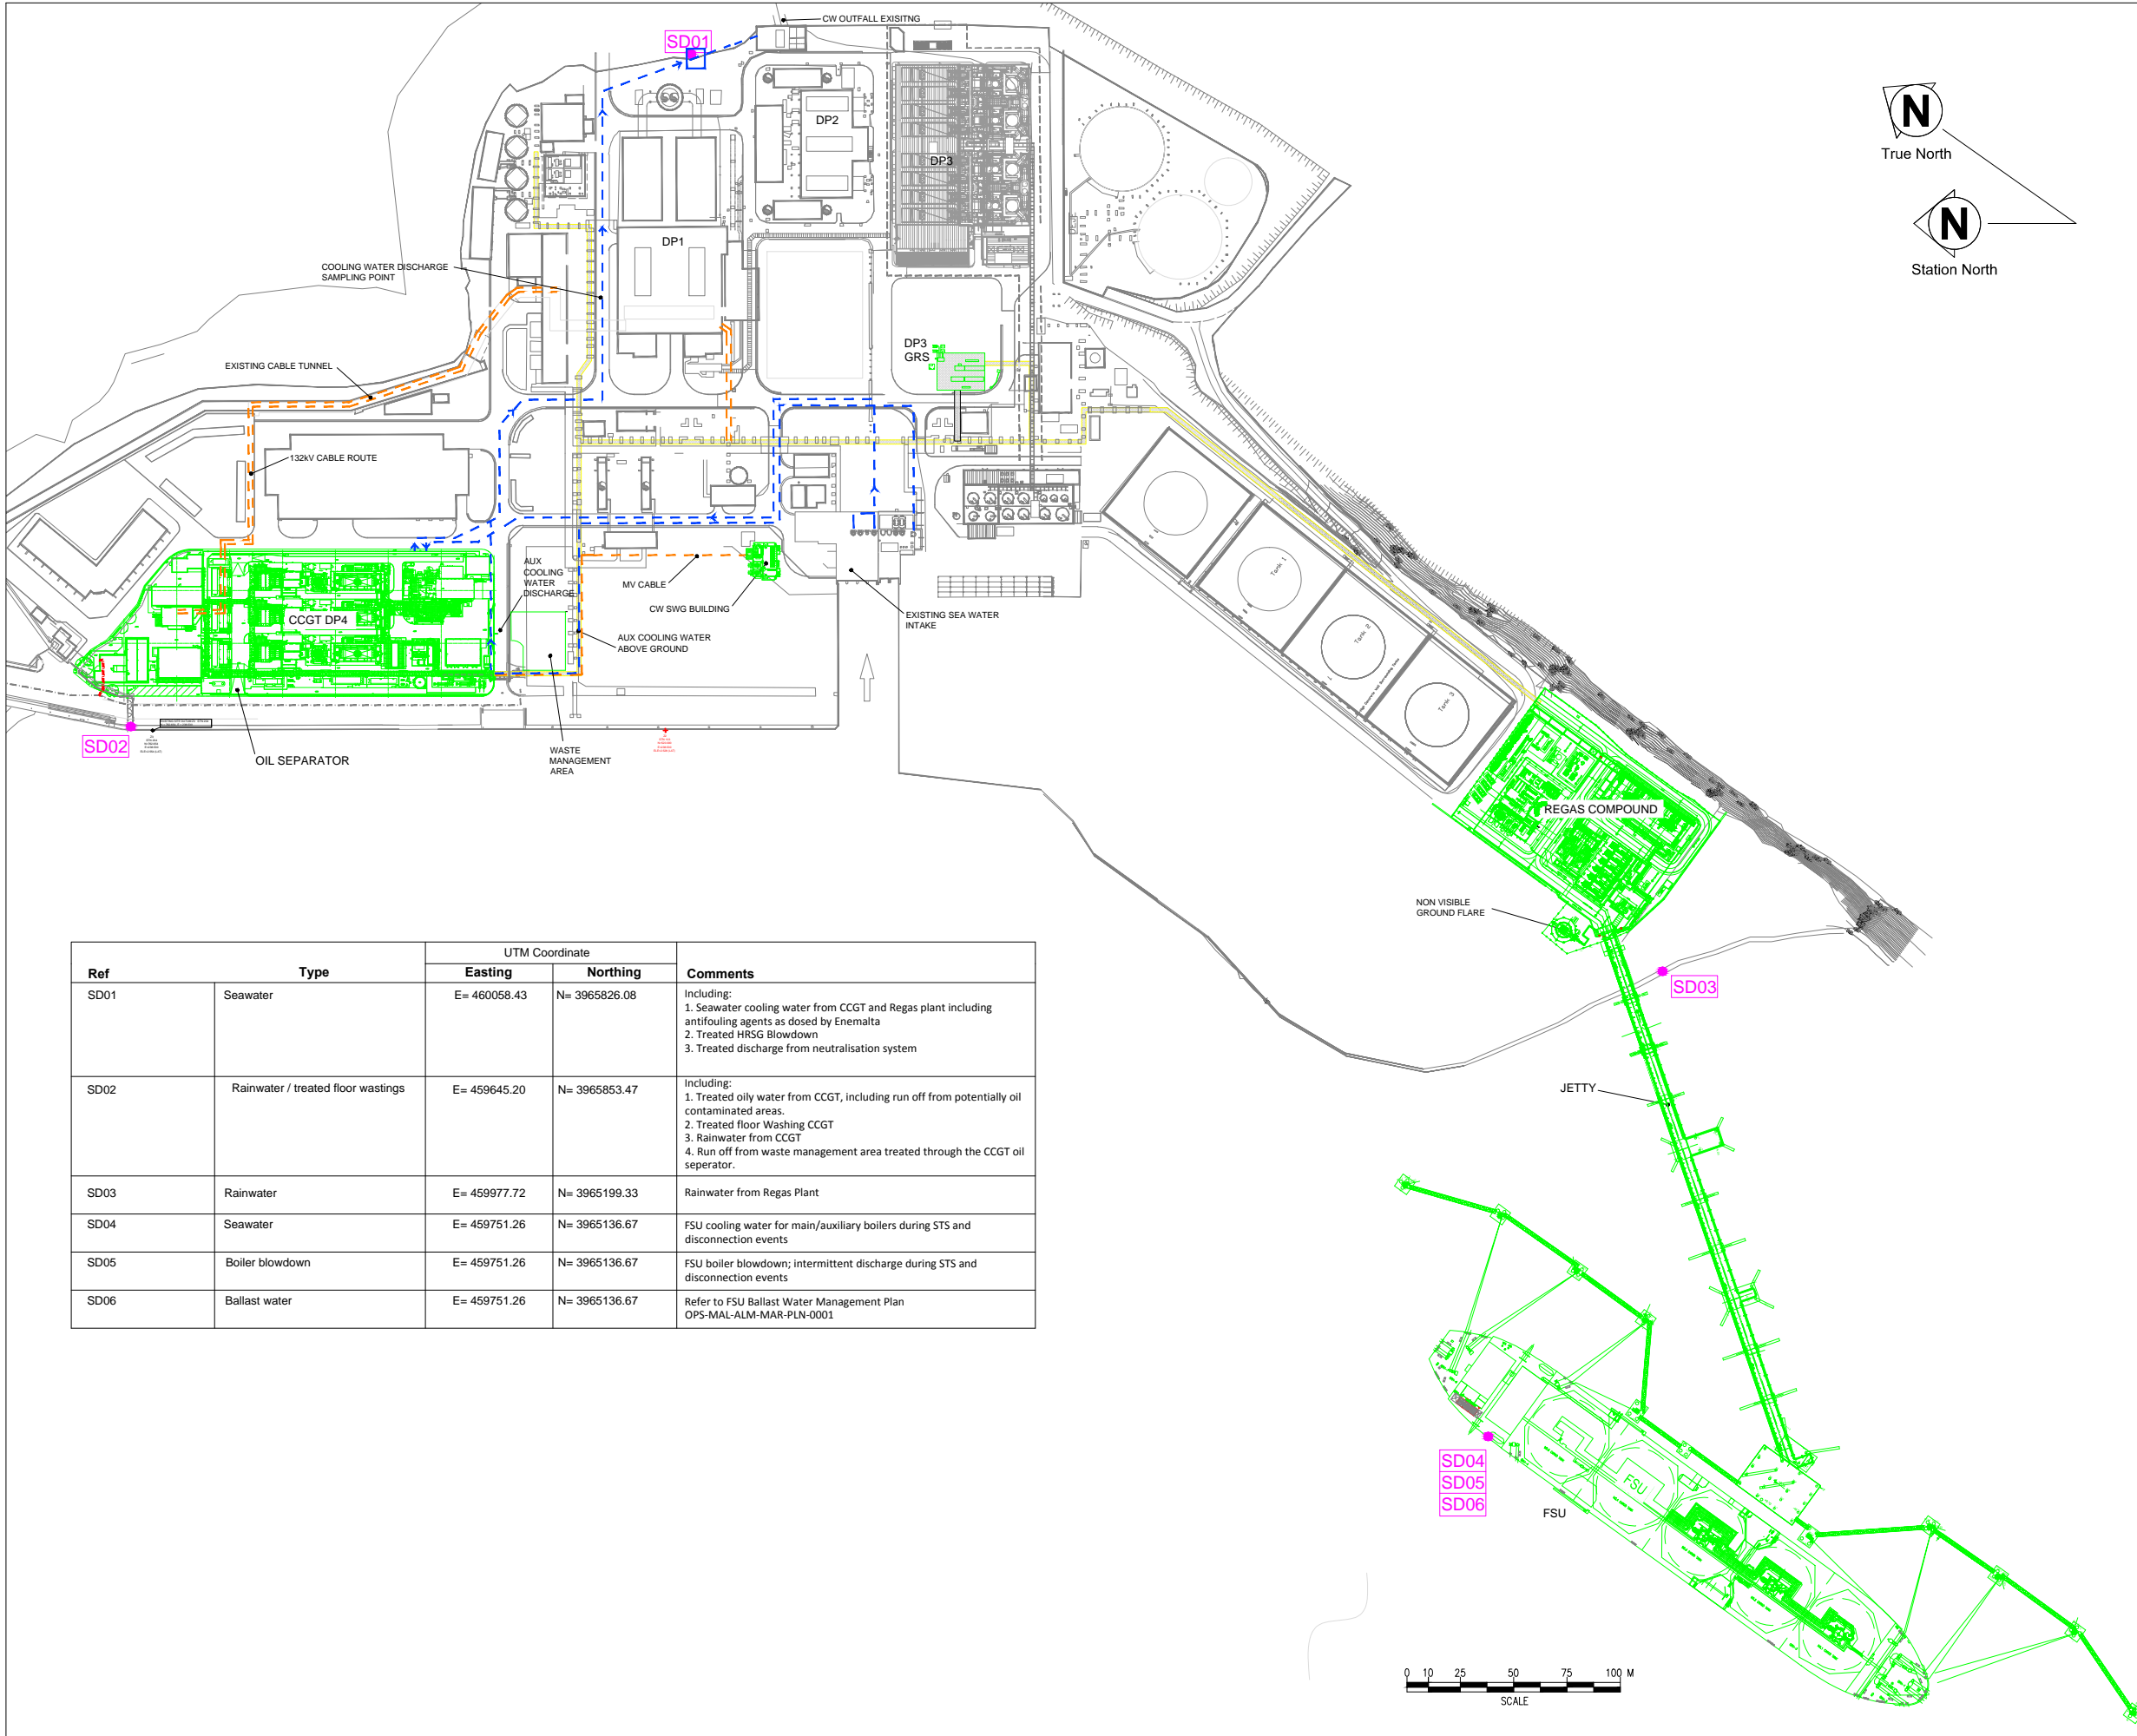 CW OUTFALL EXISITNG
SD01
N
True North
N
Station North
DP2
DP3
DP1
COOLING WATER DISCHARGE
SAMPLING POINT
DP3
GRS
EXISTING CABLE TUNNEL
132kV CABLE ROUTE
AUX
COOLING
WATER
DISCHARGE
MV CABLE
CW SWG BUILDING
EXISTING SEA WATER
INTAKE
AUX COOLING WATER
ABOVE GROUND
CCGT DP4
Tank 1
Tank 2
Tank 3
SD02
OIL SEPARATOR
WASTE
MANAGEMENT
AREA
REGAS COMPOUND
NON VISIBLE
GROUND FLARE
SD03
JETTY
UTM Coordinate
Ref Type Easting Northing Comments
SD01 Seawater E= 460058.43 N= 3965826.08 Including:
1. Seawater cooling water from CCGT and Regas plant including
antifouling agents as dosed by Enemalta
2. Treated HRSG Blowdown
3. Treated discharge from neutralisation system
SD02 Rainwater / treated floor wastings E= 459645.20 N= 3965853.47 Including:
1. Treated oily water from CCGT, including run off from potentially oil
contaminated areas.
2. Treated floor Washing CCGT
3. Rainwater from CCGT
4. Run off from waste management area treated through the CCGT oil
seperator.
SD03 Rainwater E= 459977.72 N= 3965199.33 Rainwater from Regas Plant
SD04 Seawater E= 459751.26 N= 3965136.67 FSU cooling water for main/auxiliary boilers during STS and
disconnection events
SD05 Boiler blowdown E= 459751.26 N= 3965136.67 FSU boiler blowdown; intermittent discharge during STS and
disconnection events
SD06 Ballast water E= 459751.26 N= 3965136.67 Refer to FSU Ballast Water Management Plan
OPS-MAL-ALM-MAR-PLN-0001
SD04
SD05
SD06
FSU
FSU
0 10 25 50 75 100 M
SCALE